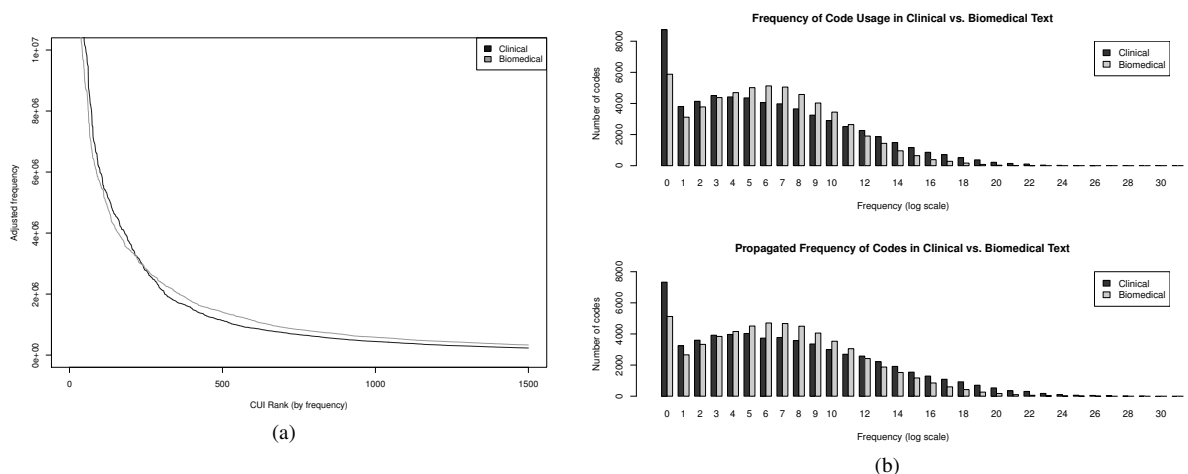 1e+07
8e+06
6e+06
4e+06
2e+06
0e+00
Adjusted frequency
Clinical
Biomedical
0 500 1000 1500
CUI Rank (by frequency)
(a)
Frequency of Code Usage in Clinical vs. Biomedical Text
Number of codes
8000
6000
4000
2000
0
Clinical
Biomedical
0 1 2 3 4 5 6 7 8 9 10 12 14 16 18 20 22 24 26 28 30
Frequency (log scale)
Propagated Frequency of Codes in Clinical vs. Biomedical Text
Number of codes
8000
6000
4000
2000
0
Clinical
Biomedical
0 1 2 3 4 5 6 7 8 9 10 12 14 16 18 20 22 24 26 28 30
Frequency (log scale)
(b)